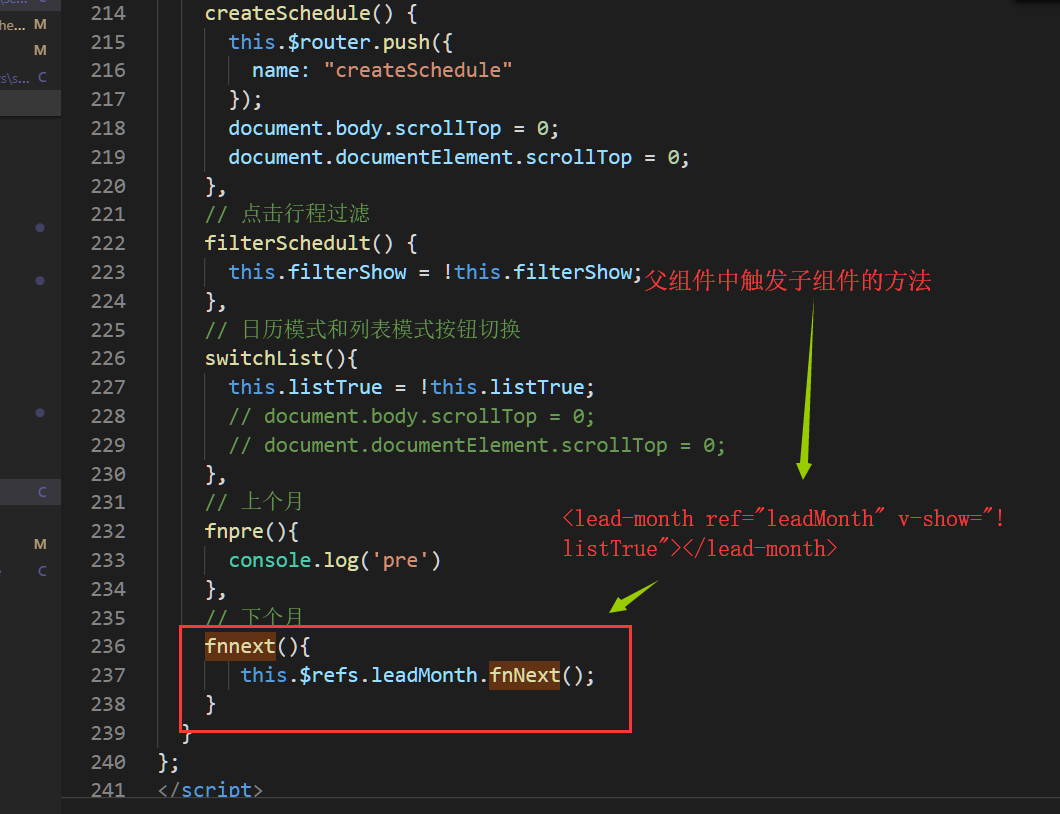 214 createSchedule() {
215 this.$router.push({
216 name: "createSchedule"
217 });
218 document.body.scrollTop = 0;
219 document.documentElement.scrollTop = 0;
220 },
221 // 点击行程过滤
222 filterSchedult() {
223 this.filterShow = !this.filterShow;
父组件中触发子组件的方法
224 },
225 // 日历模式和列表模式按钮切换
226 switchList(){
227 this.listTrue = !this.listTrue;
228 // document.body.scrollTop = 0;
229 // document.documentElement.scrollTop = 0;
230 },
231 // 上个月
<lead-month ref="leadMonth" v-show="!
listTrue"></lead-month>
232 fnpre(){
233 console.log('pre')
234 },
235 // 下个月
236 fnnext(){
237 this.$refs.leadMonth.fnNext();
238 }
239 }
240 };
241 </script>
he... M
M
s\s... C
C
M
C